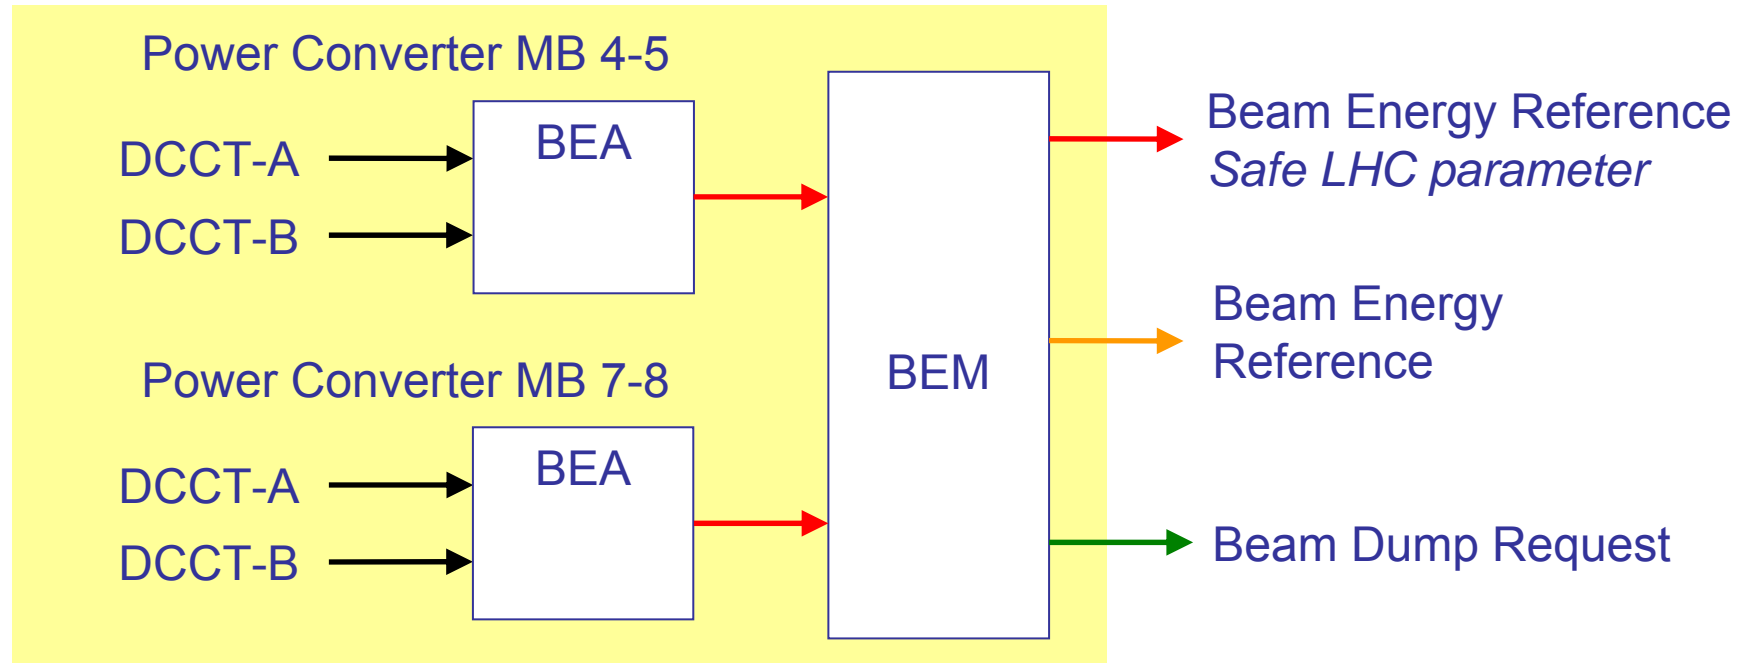 Power Converter MB 4-5
DCCT-A
DCCT-B
BEA
Power Converter MB 7-8
DCCT-A
DCCT-B
BEA
BEM
Beam Energy Reference
Safe LHC parameter
Beam Energy
Reference
Beam Dump Request